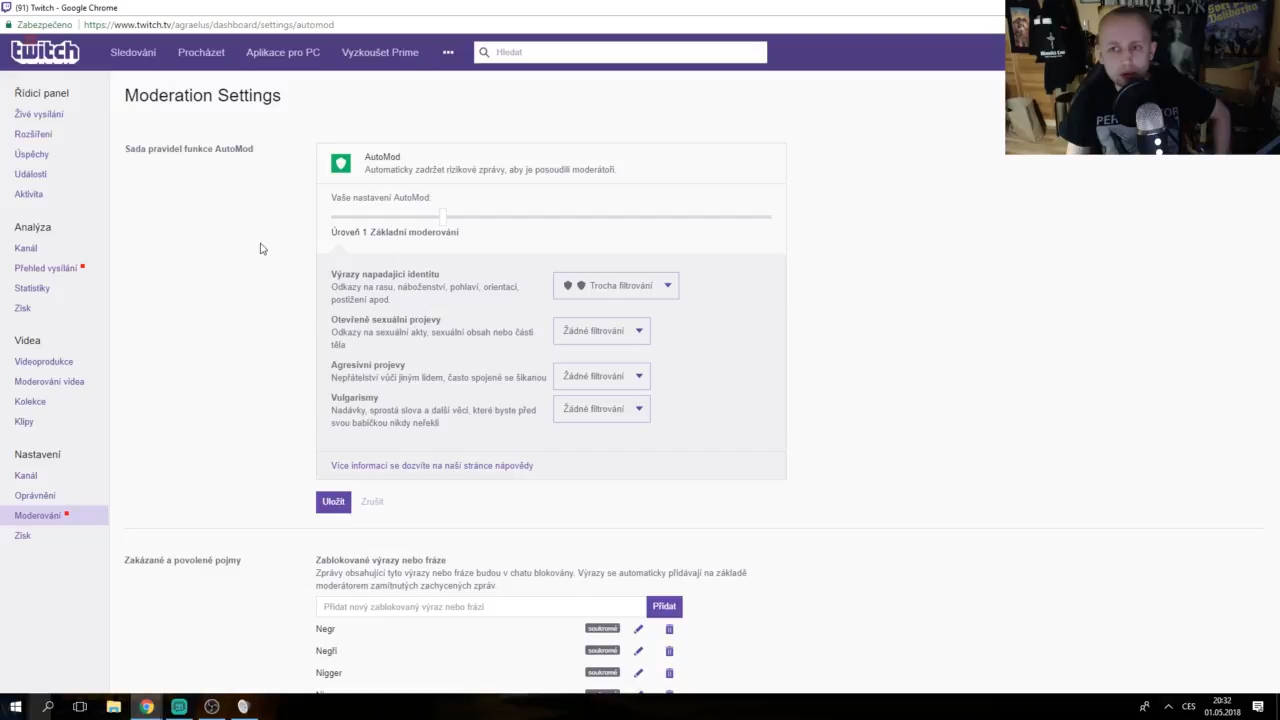 (91) Twitch - Google Chrome
Zabezpečeno https://www.twitch.tv/agraelus/dashboard/settings/automod
twitch Sledování Procházet Aplikace pro PC Vyzkoušet Prime ••• Hledat
Řídicí panel
Živé vysílání
Rozšíření
Úspěchy
Události
Aktivita
Analýza
Kanál
Přehled vysílání
Statistiky
Zisk
Videa
Videoprodukce
Moderování videa
Kolekce
Klipy
Nastavení
Kanál
Oprávnění
Moderování
Zisk
Moderation Settings
Sada pravidel funkce AutoMod
AutoMod
Automaticky zadržet rizikové zprávy, aby je posoudili moderátoři.
Vaše nastavení AutoMod:
Úroveň 1 Základní moderování
Výrazy napadající identitu
Odkazy na rasu, náboženství, pohlaví, orientaci,
postižení apod.
Trocha filtrování
Otevřeně sexuální projevy
Odkazy na sexuální akty, sexuální obsah nebo části
těla
Žádné filtrování
Agresivní projevy
Nepřátelství vůči jiným lidem, často spojené se šikanou
Žádné filtrování
Vulgarismy
Nadávky, sprostá slova a další věci, které byste před
svou babičkou nikdy neřekli
Žádné filtrování
Více informací se dozvíte na naší stránce nápovědy
Uložit Zrušit
Zakázané a povolené pojmy
Zablokované výrazy nebo fráze
Zprávy obsahující tyto výrazy nebo fráze budou v chatu blokovány. Výrazy se automaticky přidávají na základě
moderátorem zamítnutých zachycených zpráv.
Přidat nový zablokovaný výraz nebo frázi Přidat
Negr soukromé
Negři soukromé
Nigger soukromé
CES
20:32
01.05.2018